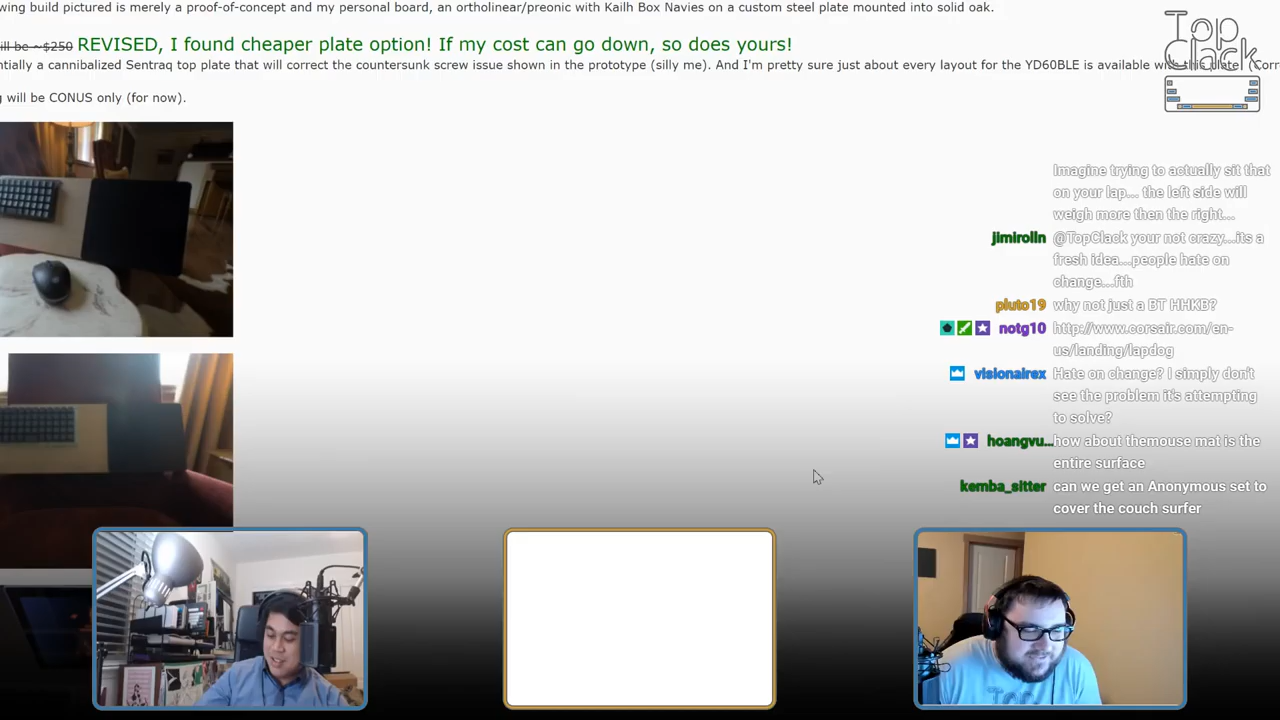 wing build pictured is merely a proof-of-concept and my personal board, an ortholinear/preonic with Kailh Box Navies on a custom steel plate mounted into solid oak.
ill be ~$250 REVISED, I found cheaper plate option! If my cost can go down, so does yours!
ntially a cannibalized Sentraq top plate that will correct the countersunk screw issue shown in the prototype (silly me). And I'm pretty sure just about every layout for the YD60BLE is available with this plate. (Corr
g will be CONUS only (for now).
Top
Clack
Imagine trying to actually sit that
on your lap... the left side will
weigh more then the right...
jimirolln @TopClack your not crazy...its a
fresh idea...people hate on
change...fth
pluto19 why not just a BT HHKB?
notg10 http://www.corsair.com/en-
us/landing/lapdog
visionairex Hate on change? I simply don't
see the problem it's attempting
to solve?
hoangvu... how about themouse mat is the
entire surface
kemba_sitter can we get an Anonymous set to
cover the couch surfer